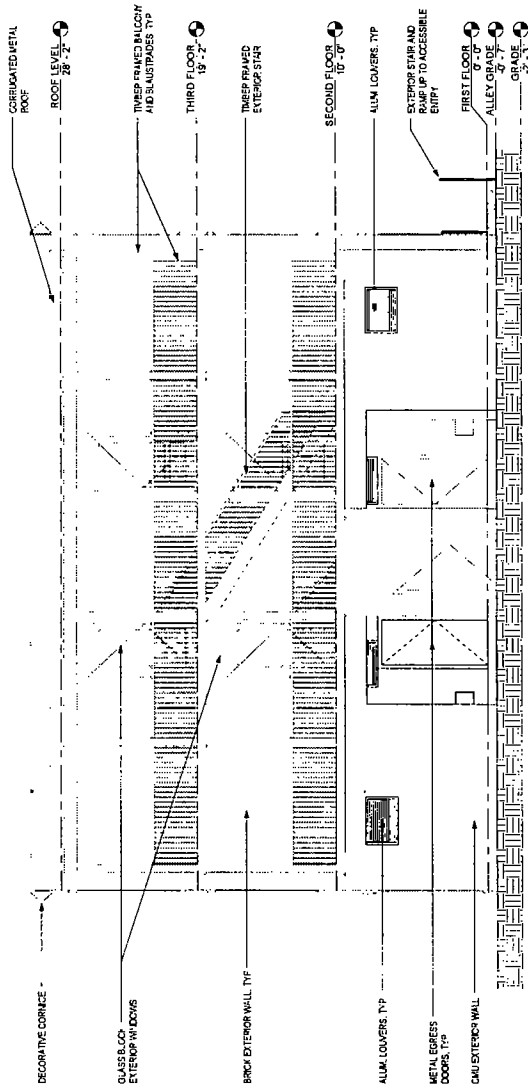 CORRUGATED METAL
ROOF
ROOF LEVEL
28' - 2"
TIMBER FRAMED BALCONY
AND BLAUSTRADES, TYP
THIRD FLOOR
19' - 2"
TIMBER FRAMED
EXTERIOR STAIR
SECOND FLOOR
10' - 0"
ALUM LOUVERS, TYP
EXTERIOR STAIR AND
RAMP UP TO ACCESSIBLE
ENTRY
FIRST FLOOR
0' - 0"
ALLEY GRADE
-0' - 7"
GRADE
DECORATIVE CORNICE
GLASS BLOCK
EXTERIOR WINDOWS
BRICK EXTERIOR WALL, TYP
ALUM, LOUVERS, TYP
METAL EGRESS
DOORS, TYP
CMU EXTERIOR WALL